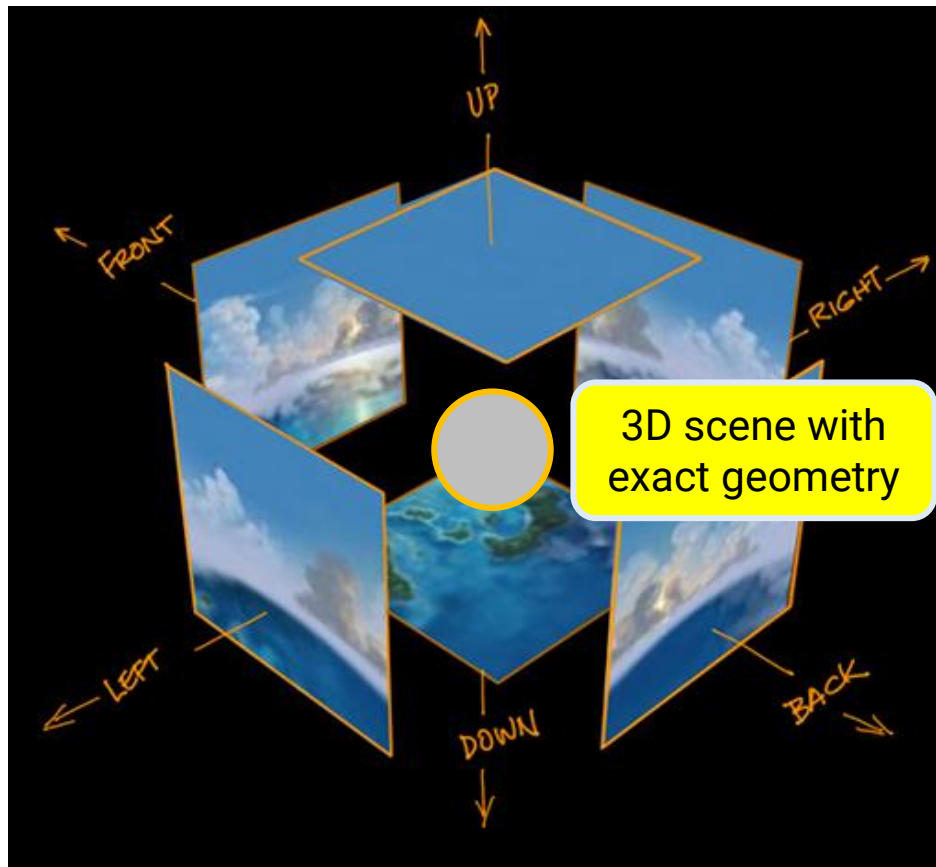 UP
FRONT
RIGHT
3D scene with
exact geometry
LEFT
BACK
DOWN